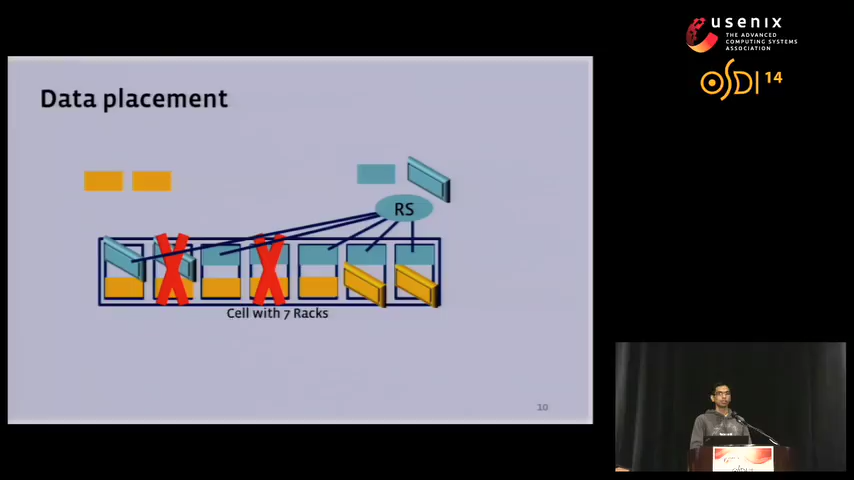 usenix
THE ADVANCED
COMPUTING SYSTEMS
ASSOCIATION
OSDI 14
Data placement
RS
Cell with 7 Racks
10